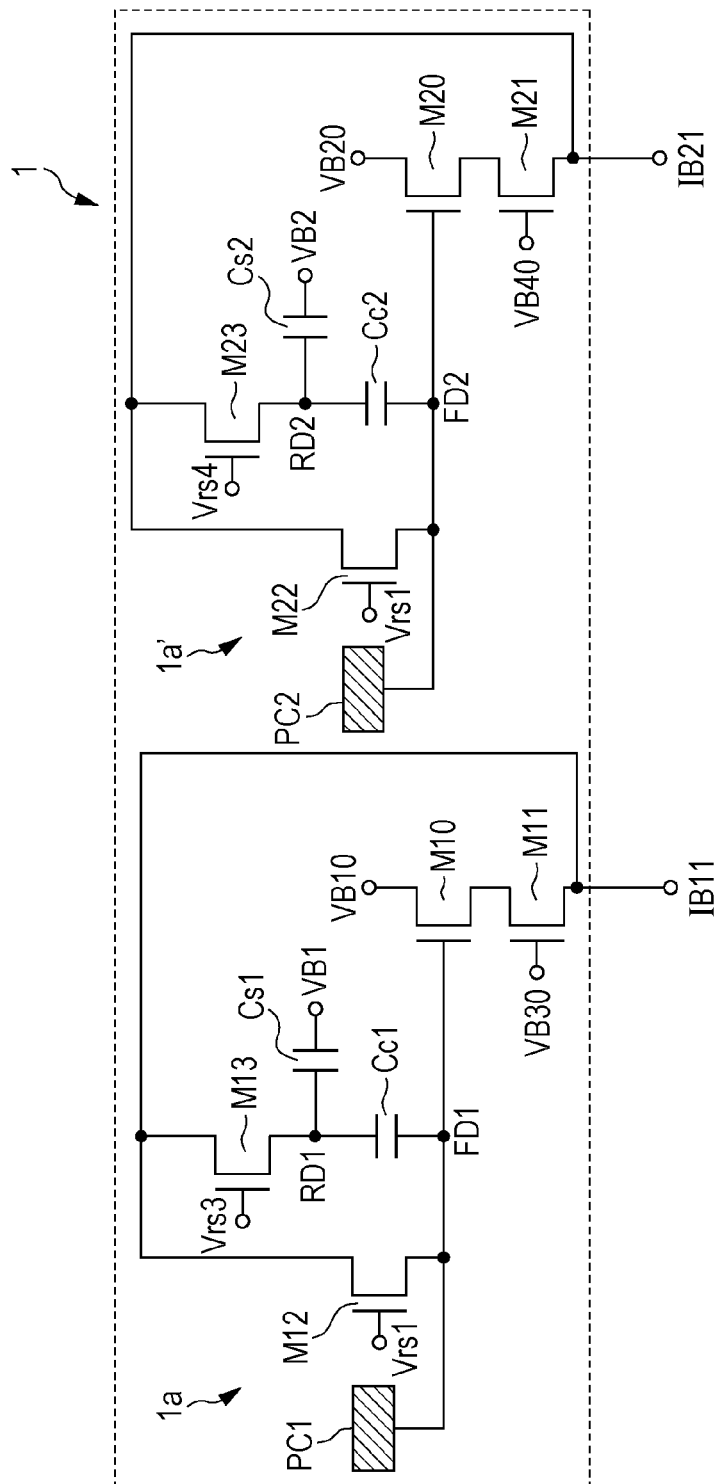 1
1a
PC1
M12
Vrs1
Vrs3
M13
RD1
Cs1
VB1
Cc1
FD1
VB10
M10
M11
VB30
IB11
1a'
PC2
M22
Vrs1
Vrs4
M23
RD2
Cs2
VB2
Cc2
FD2
VB20
M20
M21
VB40
IB21